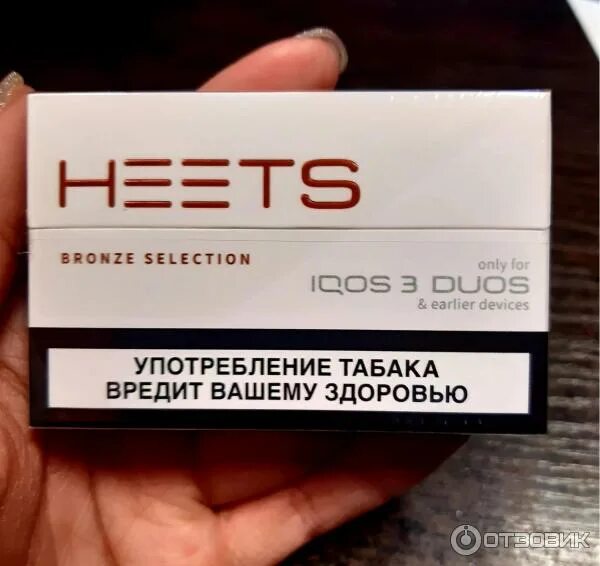 HEETS
BRONZE SELECTION
only for
IQOS 3 DUOS
& earlier devices
УПОТРЕБЛЕНИЕ ТАБАКА
ВРЕДИТ ВАШЕМУ ЗДОРОВЬЮ
ОТЗОВИК